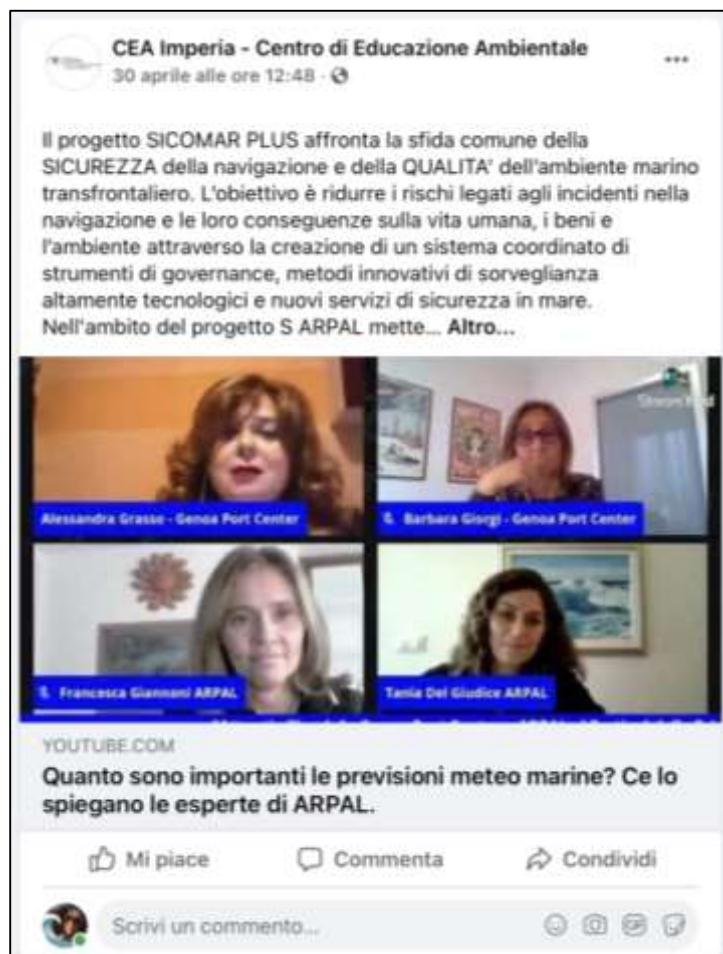 CEA Imperia - Centro di Educazione Ambientale
30 aprile alle ore 12:48 ·
Il progetto SICOMAR PLUS affronta la sfida comune della
SICUREZZA della navigazione e della QUALITA' dell'ambiente marino
transfrontaliero. L'obiettivo è ridurre i rischi legati agli incidenti nella
navigazione e le loro conseguenze sulla vita umana, i beni e
l'ambiente attraverso la creazione di un sistema coordinato di
strumenti di governance, metodi innovativi di sorveglianza
altamente tecnologici e nuovi servizi di sicurezza in mare.
Nell'ambito del progetto S ARPAL mette... Altro...
Alessandra Grasso - Genoa Port Center
Barbara Giorgi - Genoa Port Center
Francesca Giannoni ARPAL
Tania Del Giudice ARPAL
YOUTUBE.COM
Quanto sono importanti le previsioni meteo marine? Ce lo
spiegano le esperte di ARPAL.
Mi piace
Commenta
Condividi
Scrivi un commento...
GIF